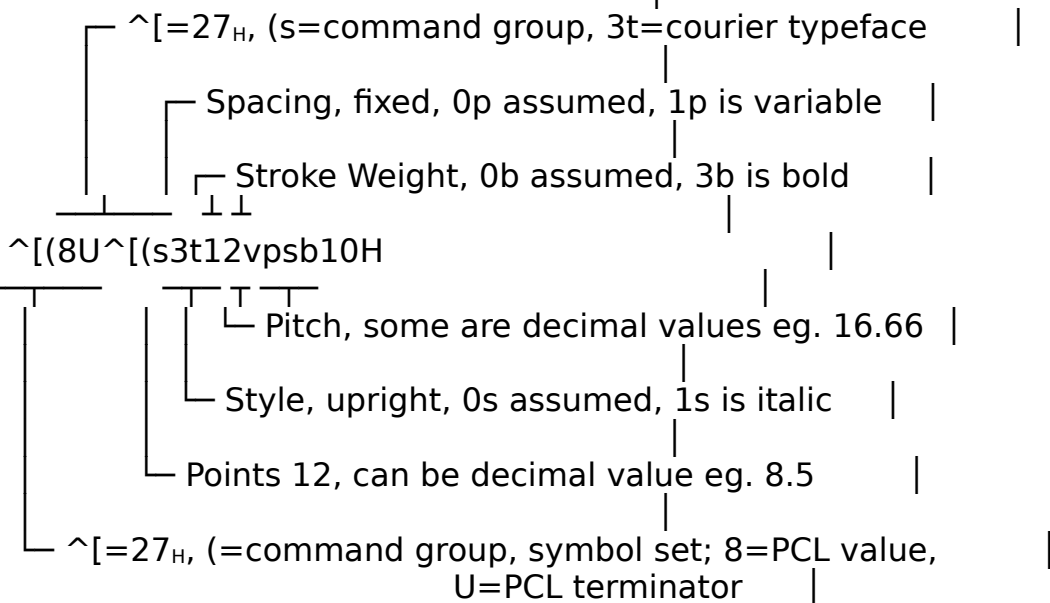 ^[=27H, (s=command group, 3t=courier typeface
Spacing, fixed, 0p assumed, 1p is variable
Stroke Weight, 0b assumed, 3b is bold
^[(8U^[(s3t12vpsb10H
Pitch, some are decimal values eg. 16.66
Style, upright, 0s assumed, 1s is italic
Points 12, can be decimal value eg. 8.5
^[=27H, (=command group, symbol set; 8=PCL value,
U=PCL terminator